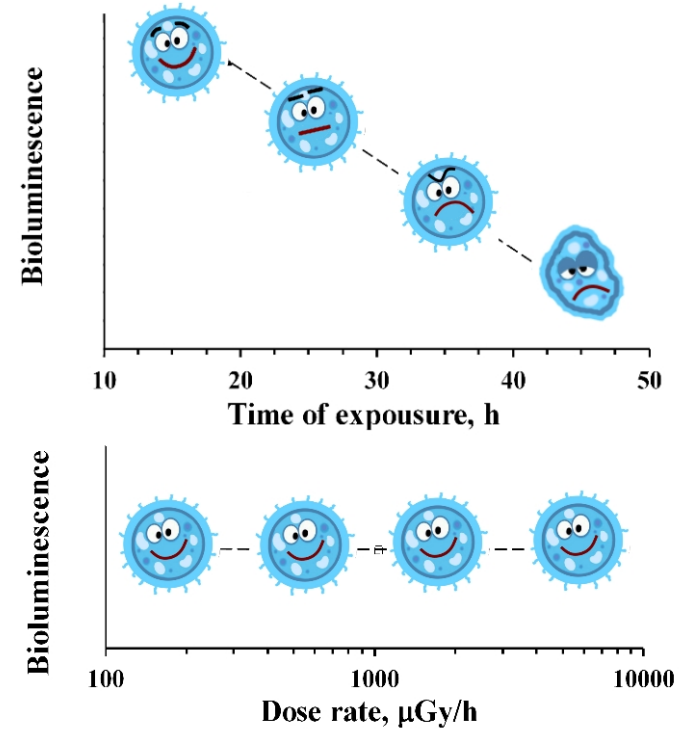 Bioluminescence
10 20 30 40 50
Time of expousure, h
Bioluminescence
100 1000 10000
Dose rate, μGy/h